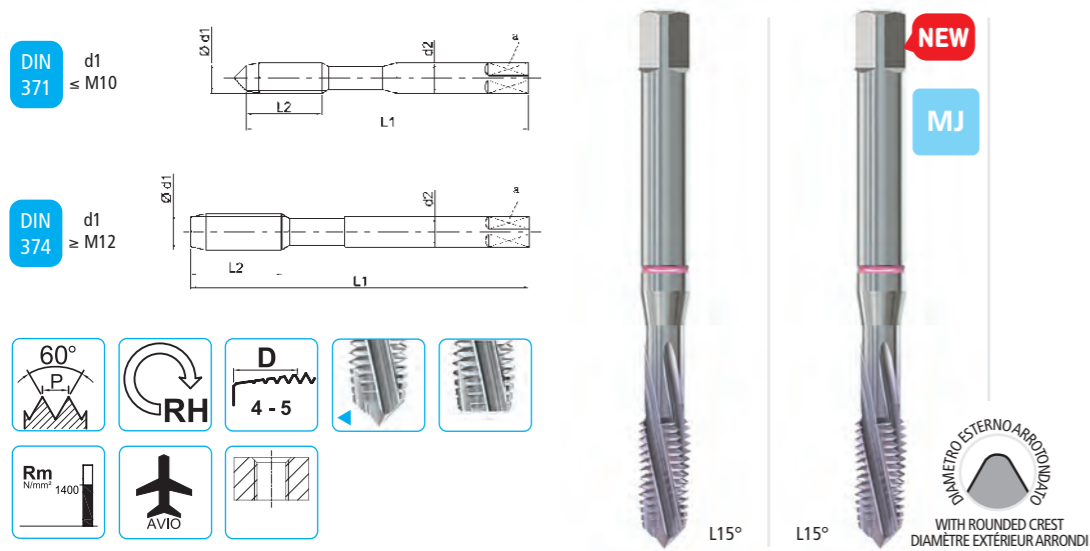 DIN
371
d1
≤ M10
Ø d1
d2
a
L2
L1
DIN
374
d1
≥ M12
Ø d1
d2
a
L2
L1
60°
P
RH
D
4 - 5
Rm
N/mm²
1400
AVIO
NEW
MJ
L15°
L15°
DIAMETRO ESTERNO ARROTONDATO
WITH ROUNDED CREST
DIAMÈTRE EXTÉRIEUR ARRONDI